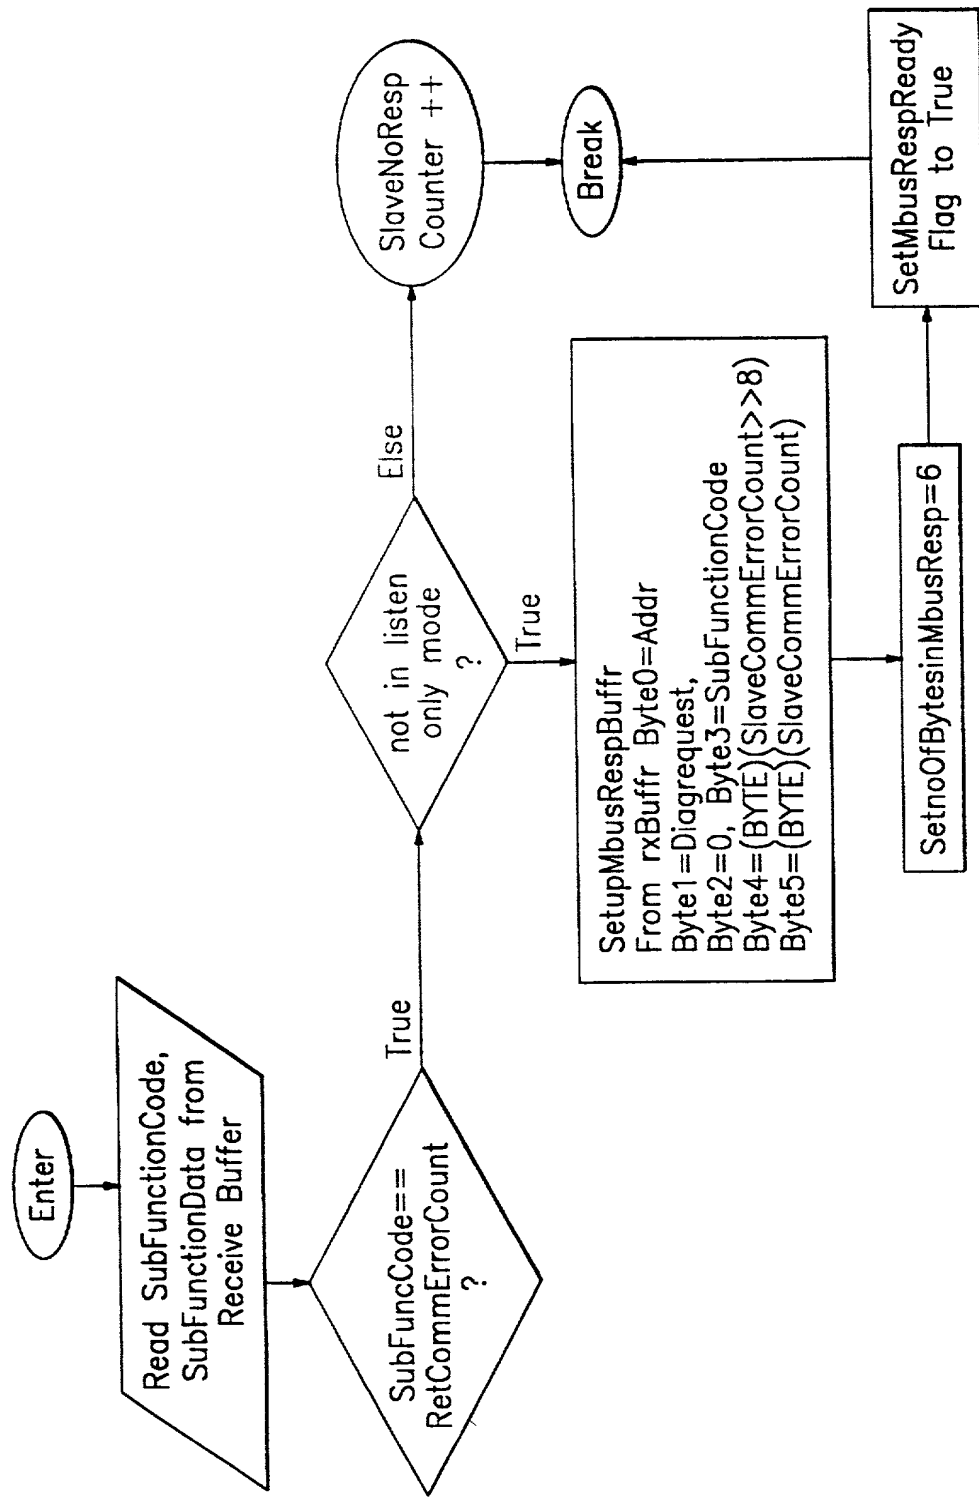 Enter
Read SubFunctionCode,
SubFunctionData from
Receive Buffer
SubFuncCode==
RetCommErrorCount
?
True
not in listen
only mode
?
Else
SlaveNoResp
Counter ++
Break
True
SetupMbusRespBuffr
From rxBuffr Byte0=Addr
Byte1=Diagrequest,
Byte2=0, Byte3=SubFunctionCode
Byte4=(BYTE)(SlaveCommErrorCount>>8)
Byte5=(BYTE)(SlaveCommErrorCount)
SetnoOfBytesinMbusResp=6
SetMbusRespReady
Flag to True